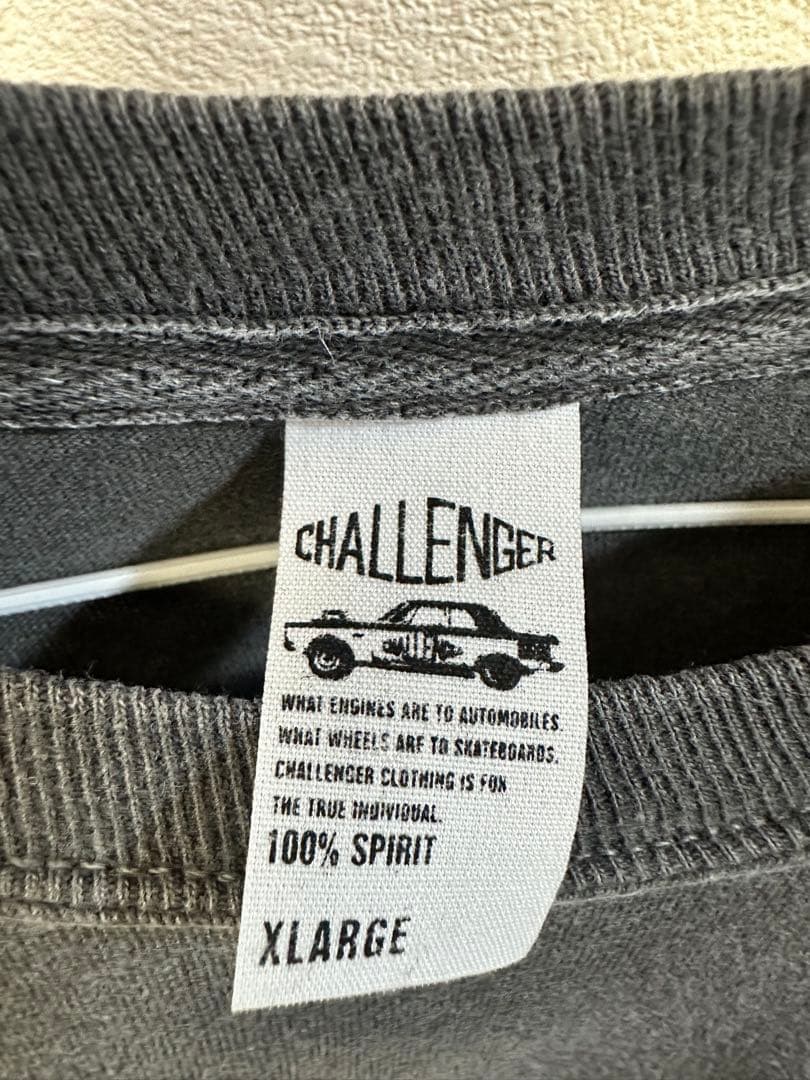 CHALLENGER
WHAT ENGINES ARE TO AUTOMOBILES.
WHAT WHEELS ARE TO SKATEBOARDS.
CHALLENGER CLOTHING IS FOR
THE TRUE INDIVIDUAL.
100% SPIRIT
XLARGE